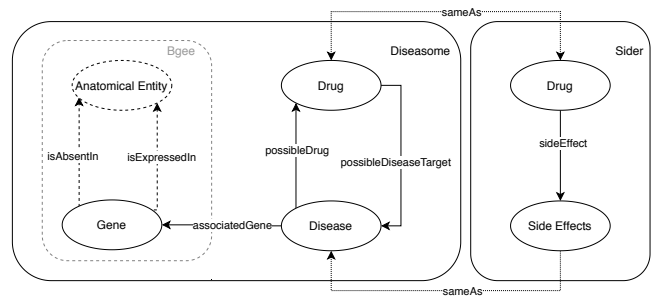 sameAs
Bgee
Diseasome
Sider
Anatomical Entity
Drug
Drug
isAbsentIn
isExpressedIn
possibleDrug
possibleDiseaseTarget
sideEffect
Gene
associatedGene
Disease
Side Effects
sameAs